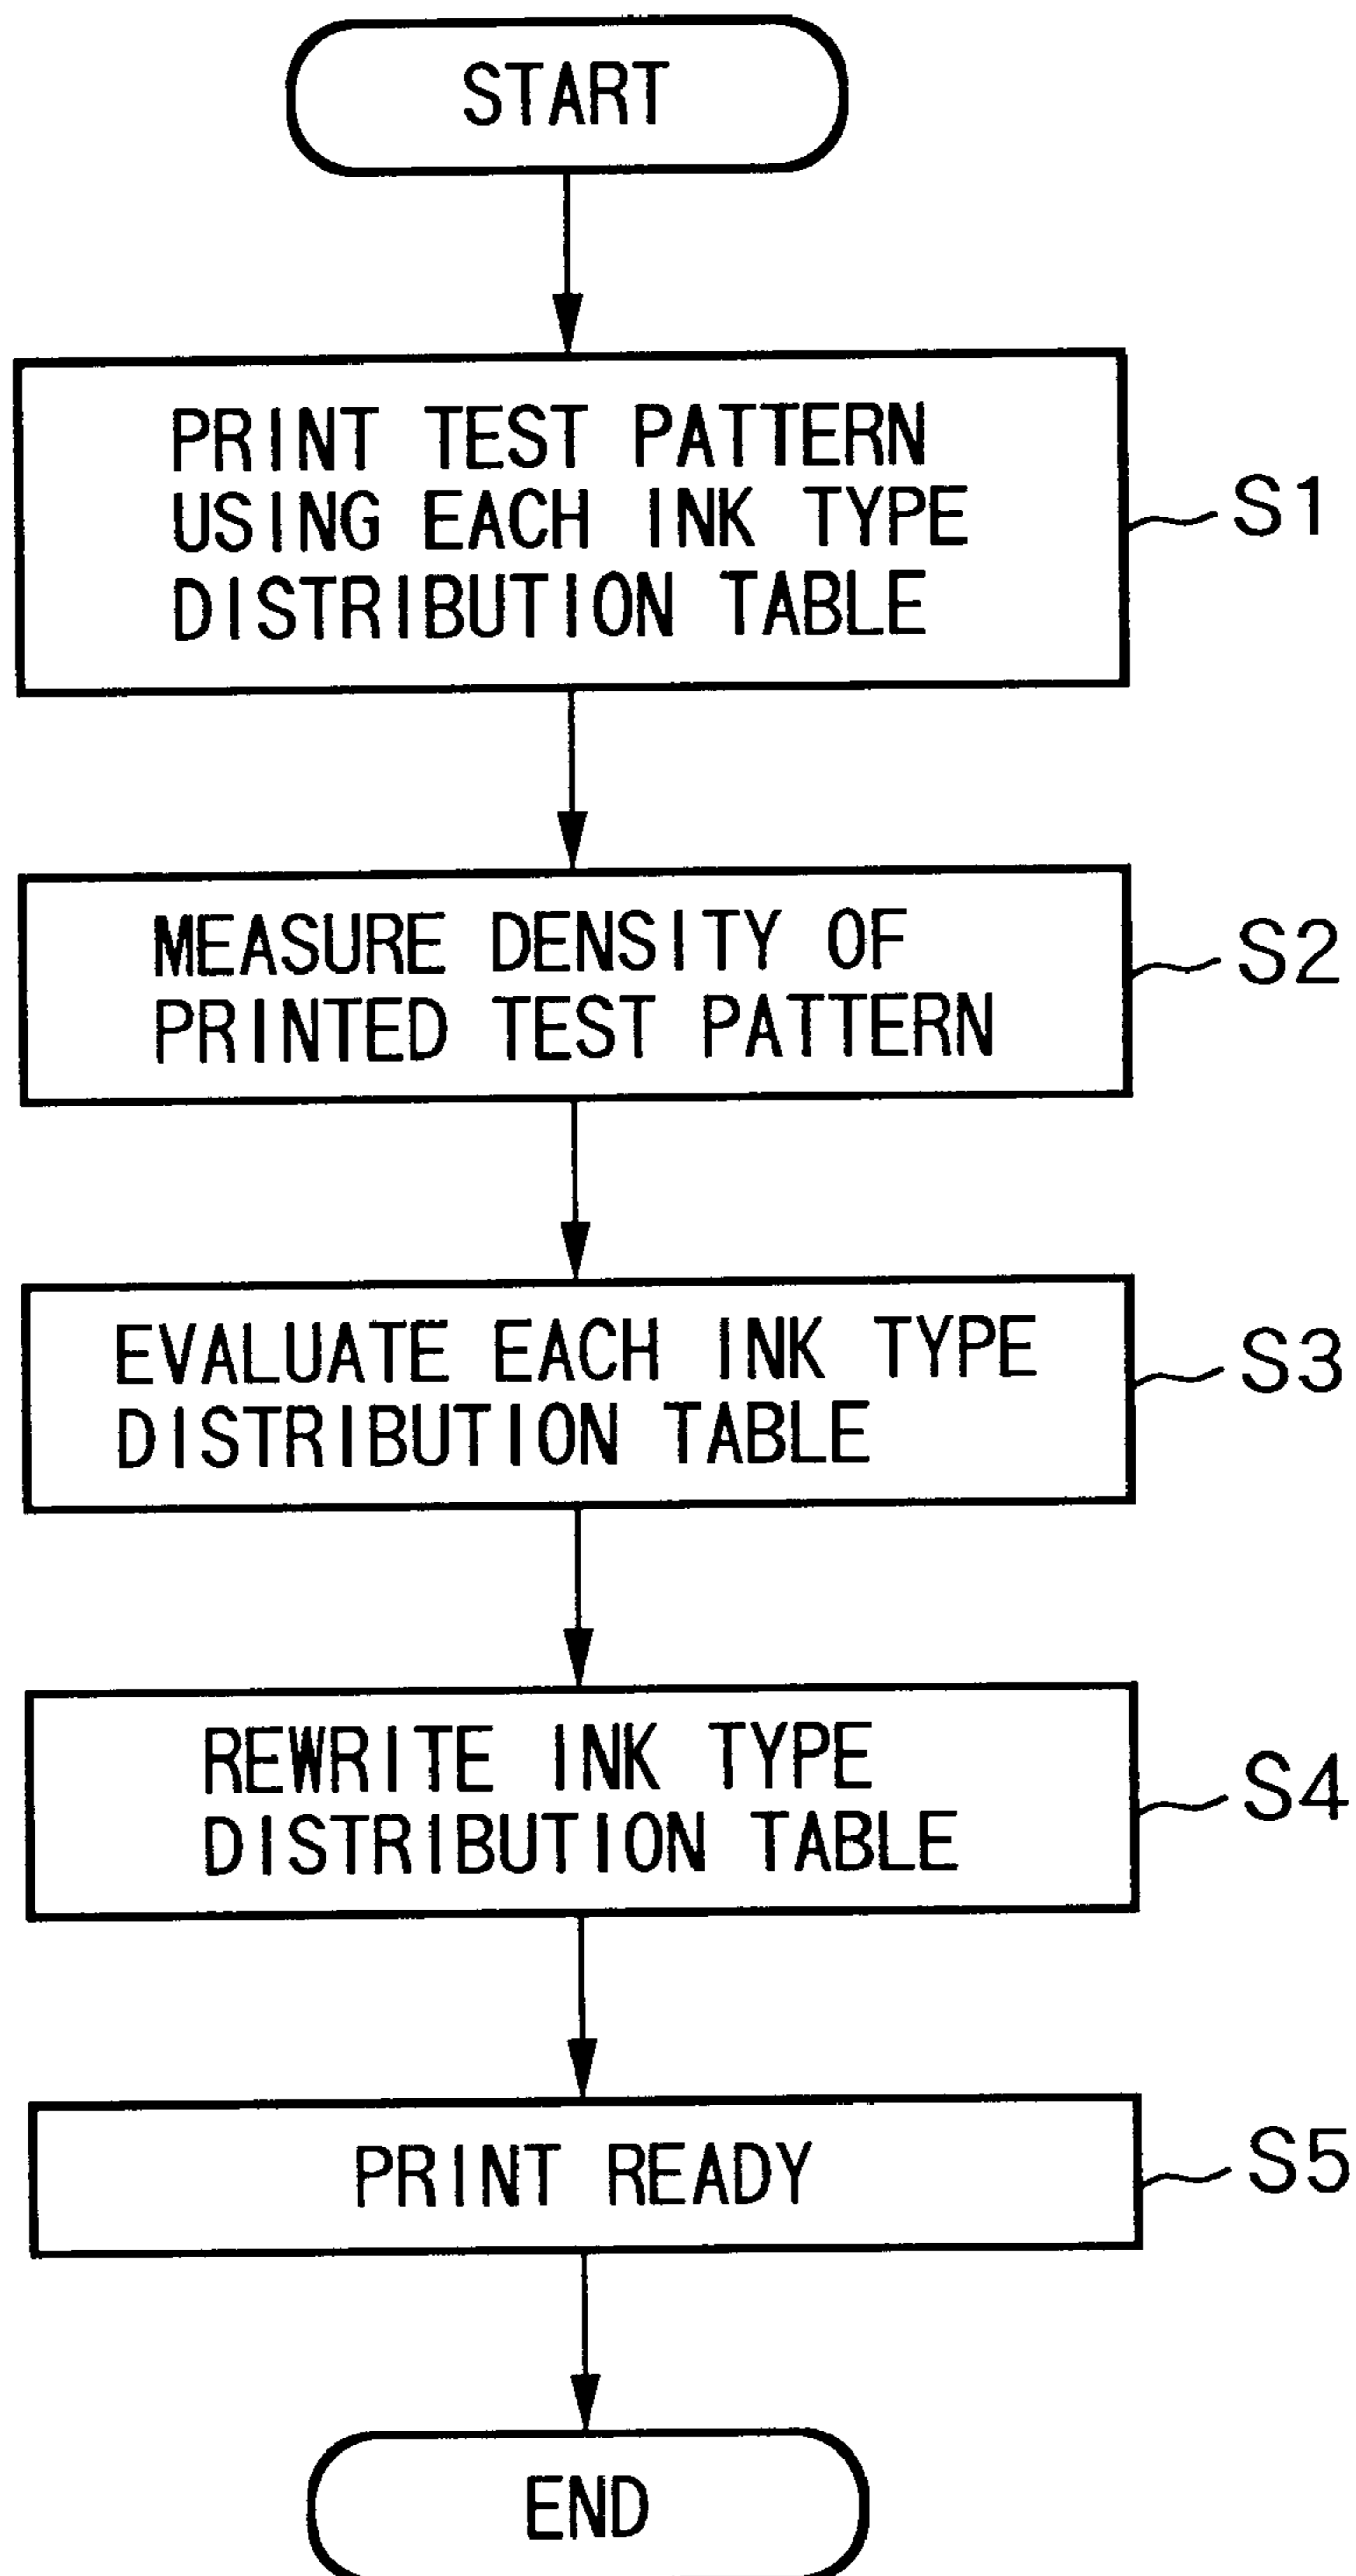 START
PRINT TEST PATTERN
USING EACH INK TYPE
DISTRIBUTION TABLE
S1
MEASURE DENSITY OF
PRINTED TEST PATTERN
S2
EVALUATE EACH INK TYPE
DISTRIBUTION TABLE
S3
REWRITE INK TYPE
DISTRIBUTION TABLE
S4
PRINT READY
S5
END